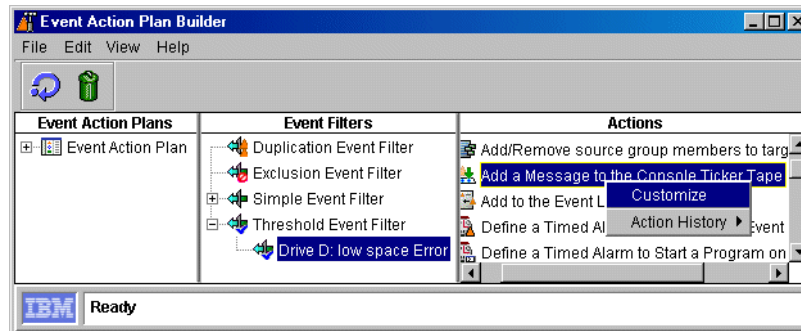 Event Action Plan Builder
File Edit View Help
Event Action Plans
Event Filters
Actions
Event Action Plan
Duplication Event Filter
Exclusion Event Filter
Simple Event Filter
Threshold Event Filter
Drive D: low space Error
Add/Remove source group members to targ
Add a Message to the Console Ticker Tape
Add to the Event L
Define a Timed Al Event
Define a Timed Alarm to Start a Program on
Customize
Action History
IBM Ready